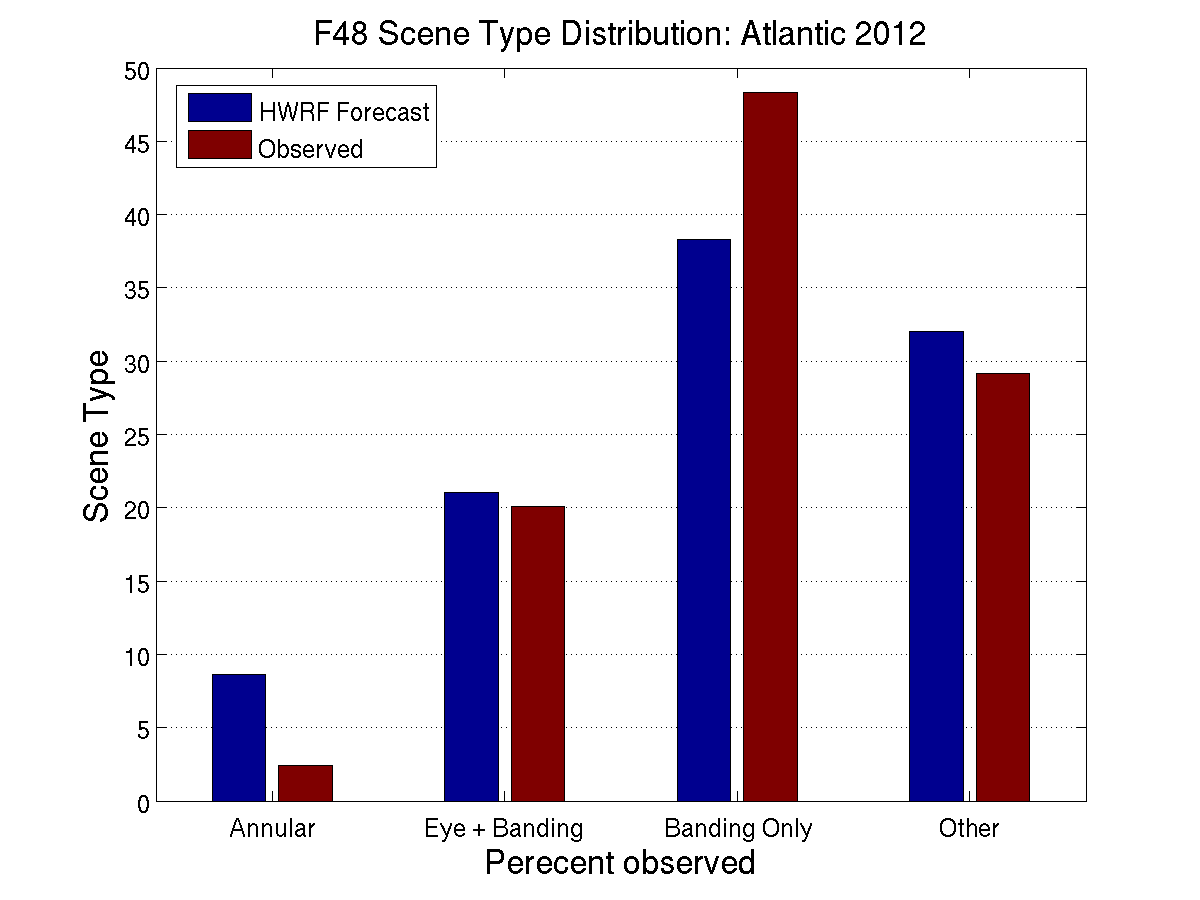 F48 Scene Type Distribution: Atlantic 2012
HWRF Forecast
Observed
50
45
40
35
30
25
20
15
10
5
0
Scene Type
Annular
Eye + Banding
Banding Only
Other
Perecent observed